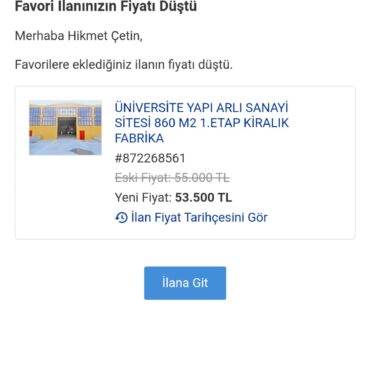 Favori İlanınızın Fiyatı Düştü
Merhaba Hikmet Çetin,
Favorilere eklediğiniz ilanın fiyatı düştü.
ÜNİVERSİTE YAPI ARLI SANAYİ
SİTESİ 860 M2 1.ETAP KİRALIK
FABRİKA
#872268561
Eski Fiyat: 55.000 TL
Yeni Fiyat: 53.500 TL
İlan Fiyat Tarihçesini Gör
İlana Git